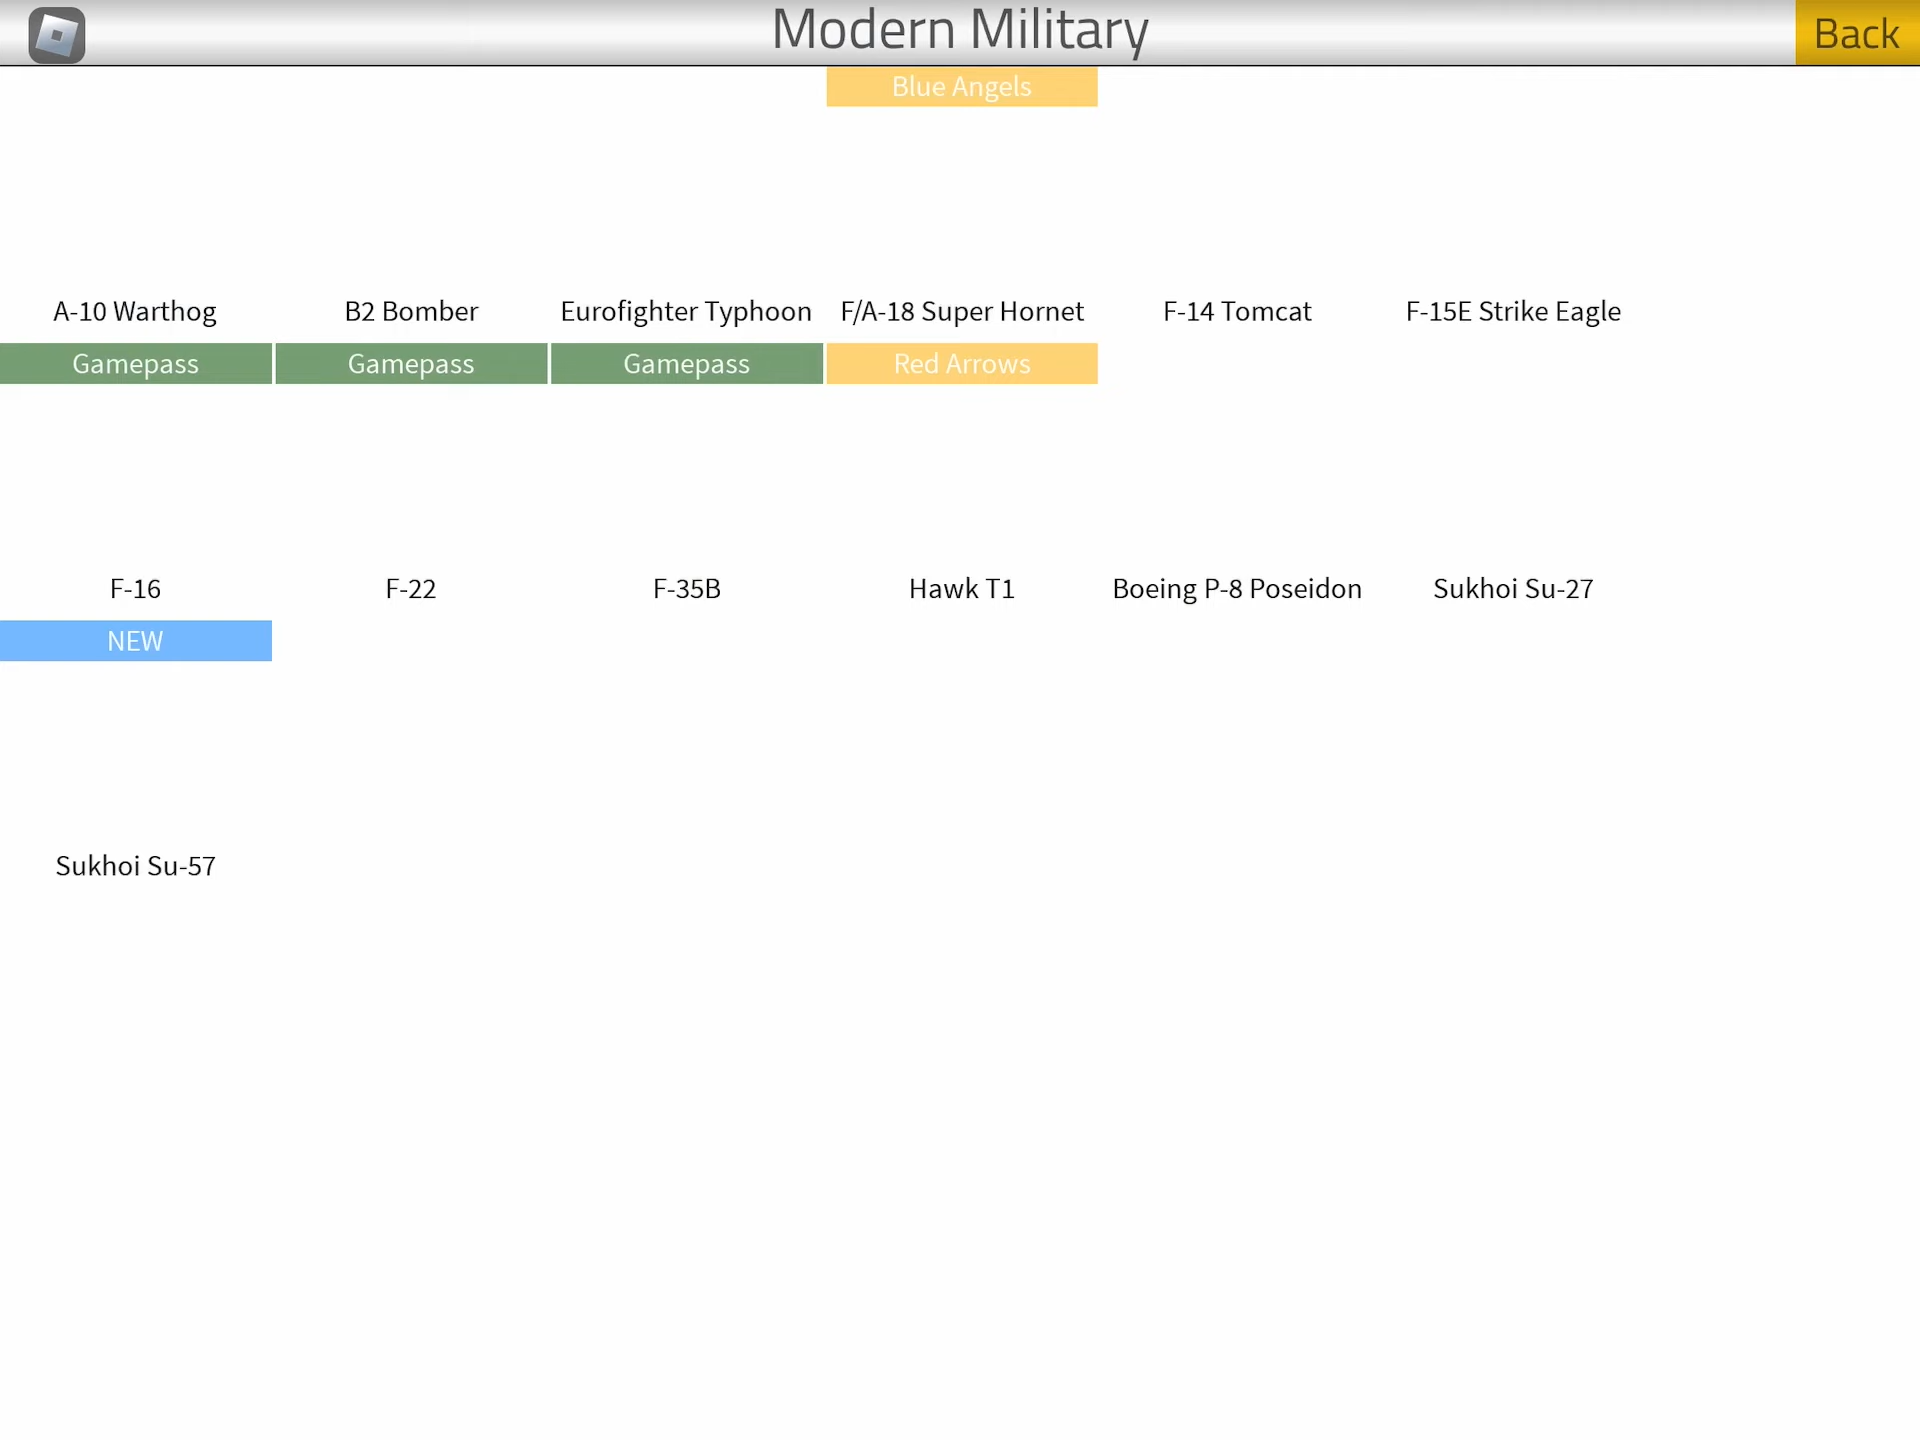 Modern Military
Back
Blue Angels
A-10 Warthog
B2 Bomber
Eurofighter Typhoon
F/A-18 Super Hornet
F-14 Tomcat
F-15E Strike Eagle
Gamepass
Gamepass
Gamepass
Red Arrows
F-16
F-22
F-35B
Hawk T1
Boeing P-8 Poseidon
Sukhoi Su-27
NEW
Sukhoi Su-57